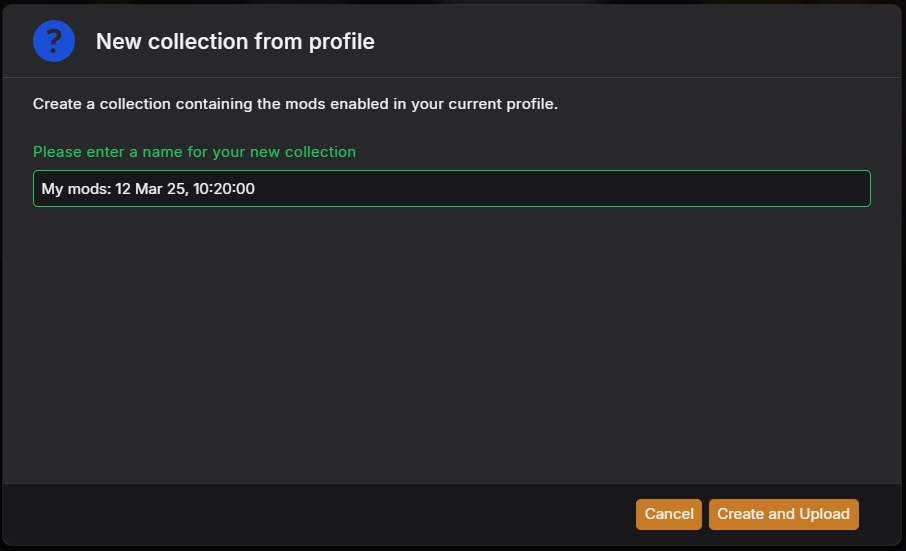 ?
New collection from profile
Create a collection containing the mods enabled in your current profile.
Please enter a name for your new collection
My mods: 12 Mar 25, 10:20:00
Cancel
Create and Upload